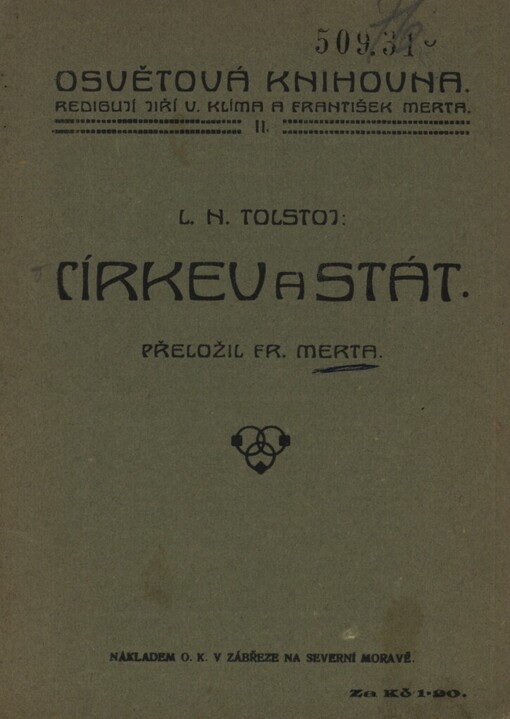 509.31
OSVĚTOVÁ KNIHOVNA.
REDIGUJÍ JIŘÍ V. KLÍMA A FRANTIŠEK MERTA.
II.
L. N. TOLSTOJ:
CÍRKEV A STÁT.
PŘELOŽIL FR. MERTA.
NÁKLADEM O. K. V ZÁBŘEZE NA SEVERNÍ MORAVĚ.
Za Kč 1·20.